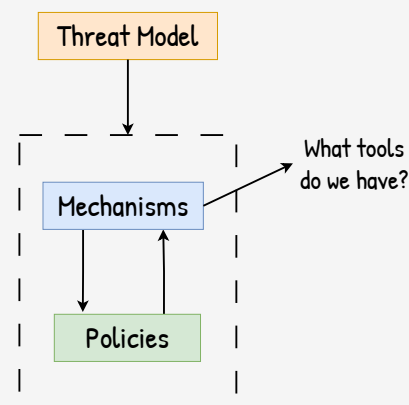 Threat Model
What tools
do we have?
Mechanisms
Policies